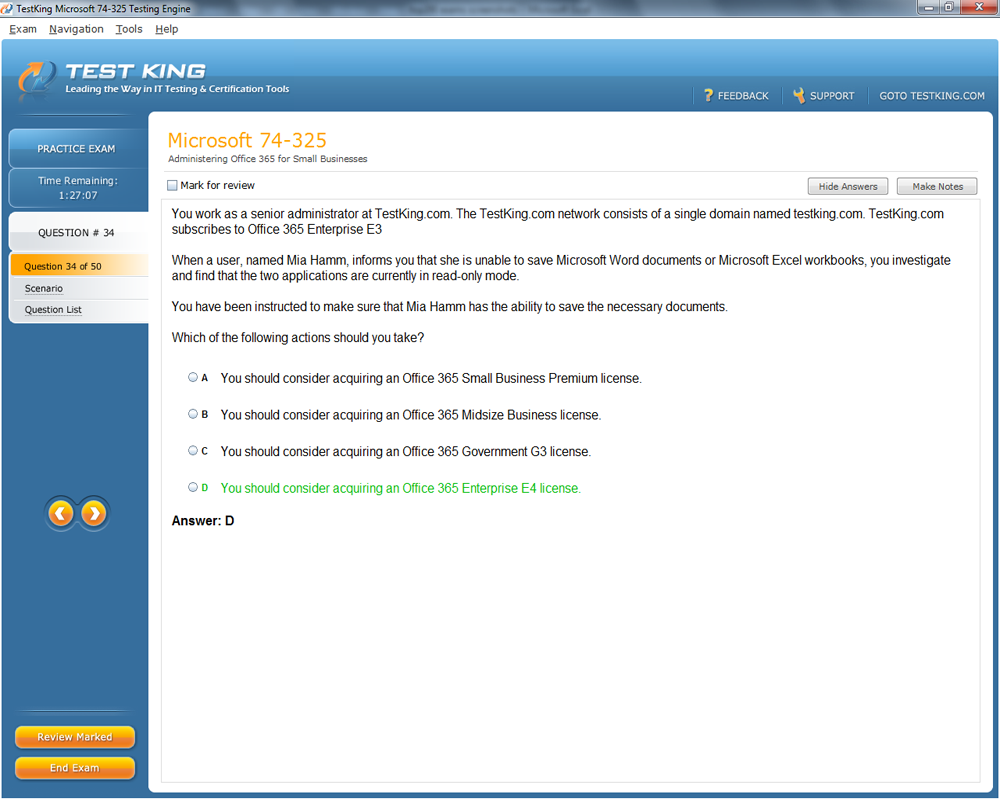 TestKing Microsoft 74-325 Testing Engine
Exam Navigation Tools Help
TEST KING
Leading the Way in IT Testing & Certification Tools
? FEEDBACK SUPPORT GOTO TESTKING.COM
PRACTICE EXAM
Time Remaining:
1:27:07
QUESTION # 34
Question 34 of 50
Scenario
Question List
Review Marked
End Exam
Microsoft 74-325
Administering Office 365 for Small Businesses
Mark for review
Hide Answers Make Notes
You work as a senior administrator at TestKing.com. The TestKing.com network consists of a single domain named testking.com. TestKing.com
subscribes to Office 365 Enterprise E3
When a user, named Mia Hamm, informs you that she is unable to save Microsoft Word documents or Microsoft Excel workbooks, you investigate
and find that the two applications are currently in read-only mode.
You have been instructed to make sure that Mia Hamm has the ability to save the necessary documents.
Which of the following actions should you take?
A You should consider acquiring an Office 365 Small Business Premium license.
B You should consider acquiring an Office 365 Midsize Business license.
C You should consider acquiring an Office 365 Government G3 license.
D You should consider acquiring an Office 365 Enterprise E4 license.
Answer: D